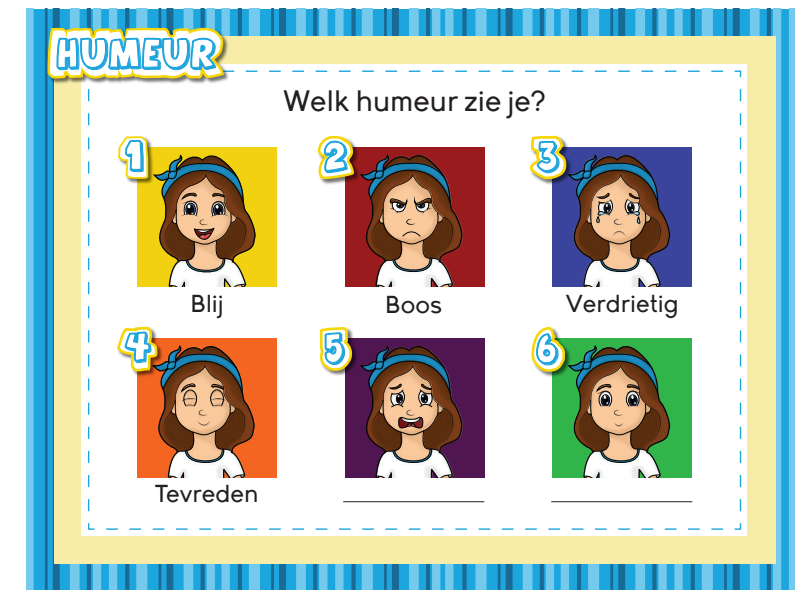 HUMEUR
Welk humeur zie je?
1
2
3
Blij
Boos
Verdrietig
4
5
6
Tevreden